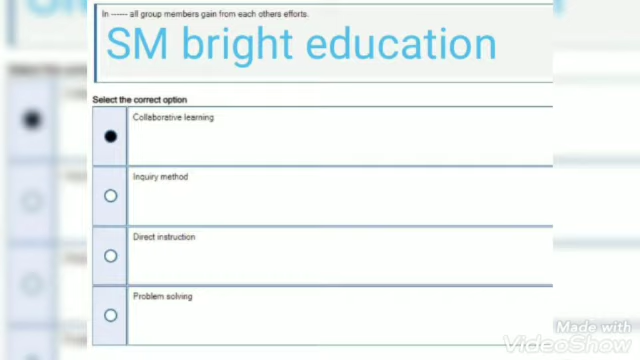 In ------ all group members gain from each others efforts.
SM bright education
Select the correct option
Collaborative learning
Inquiry method
Direct instruction
Problem solving
Made with
VideoShow